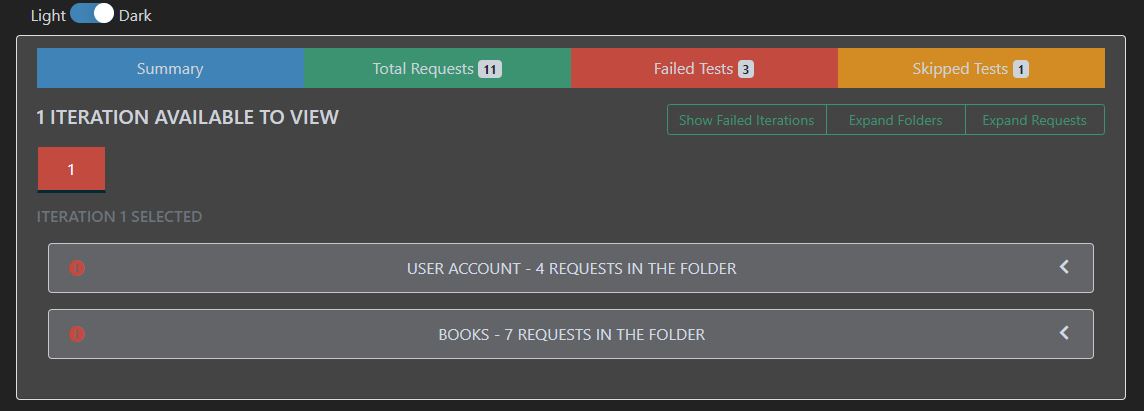 Light Dark
Summary Total Requests 11 Failed Tests 3 Skipped Tests 1
1 ITERATION AVAILABLE TO VIEW Show Failed Iterations Expand Folders Expand Requests
1
ITERATION 1 SELECTED
USER ACCOUNT - 4 REQUESTS IN THE FOLDER
BOOKS - 7 REQUESTS IN THE FOLDER